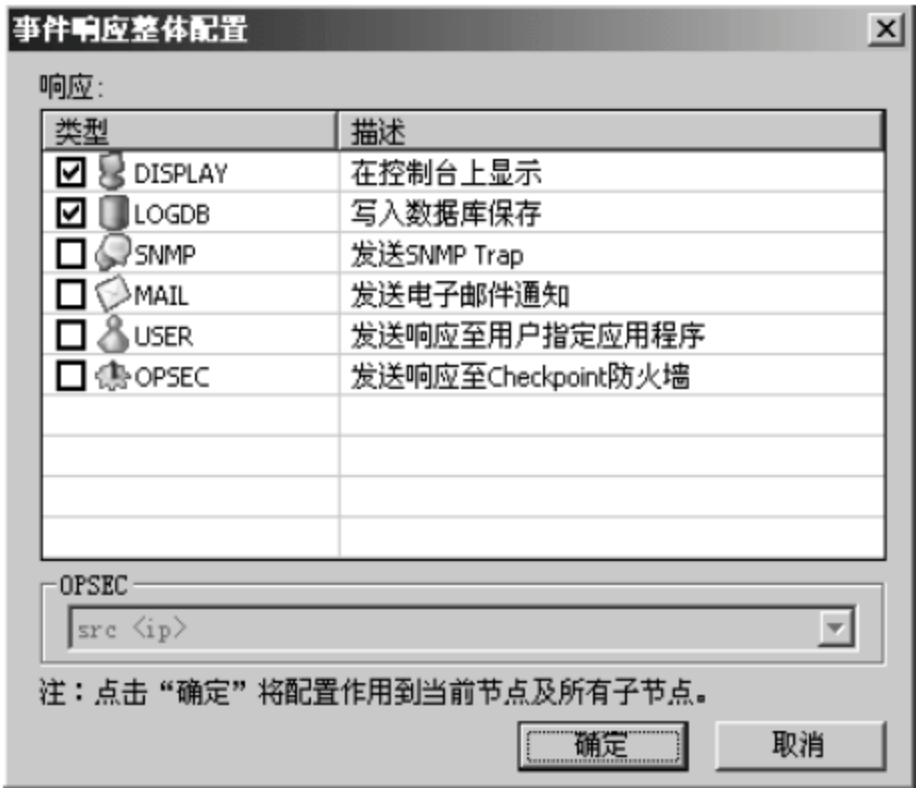 事件响应整体配置
响应:
类型 描述
DISPLAY 在控制台上显示
LOGDB 写入数据库保存
SNMP 发送SNMP Trap
MAIL 发送电子邮件通知
USER 发送响应至用户指定应用程序
OPSEC 发送响应至Checkpoint防火墙
OPSEC
src <ip>
注：点击“确定”将配置作用到当前节点及所有子节点。
确定 取消